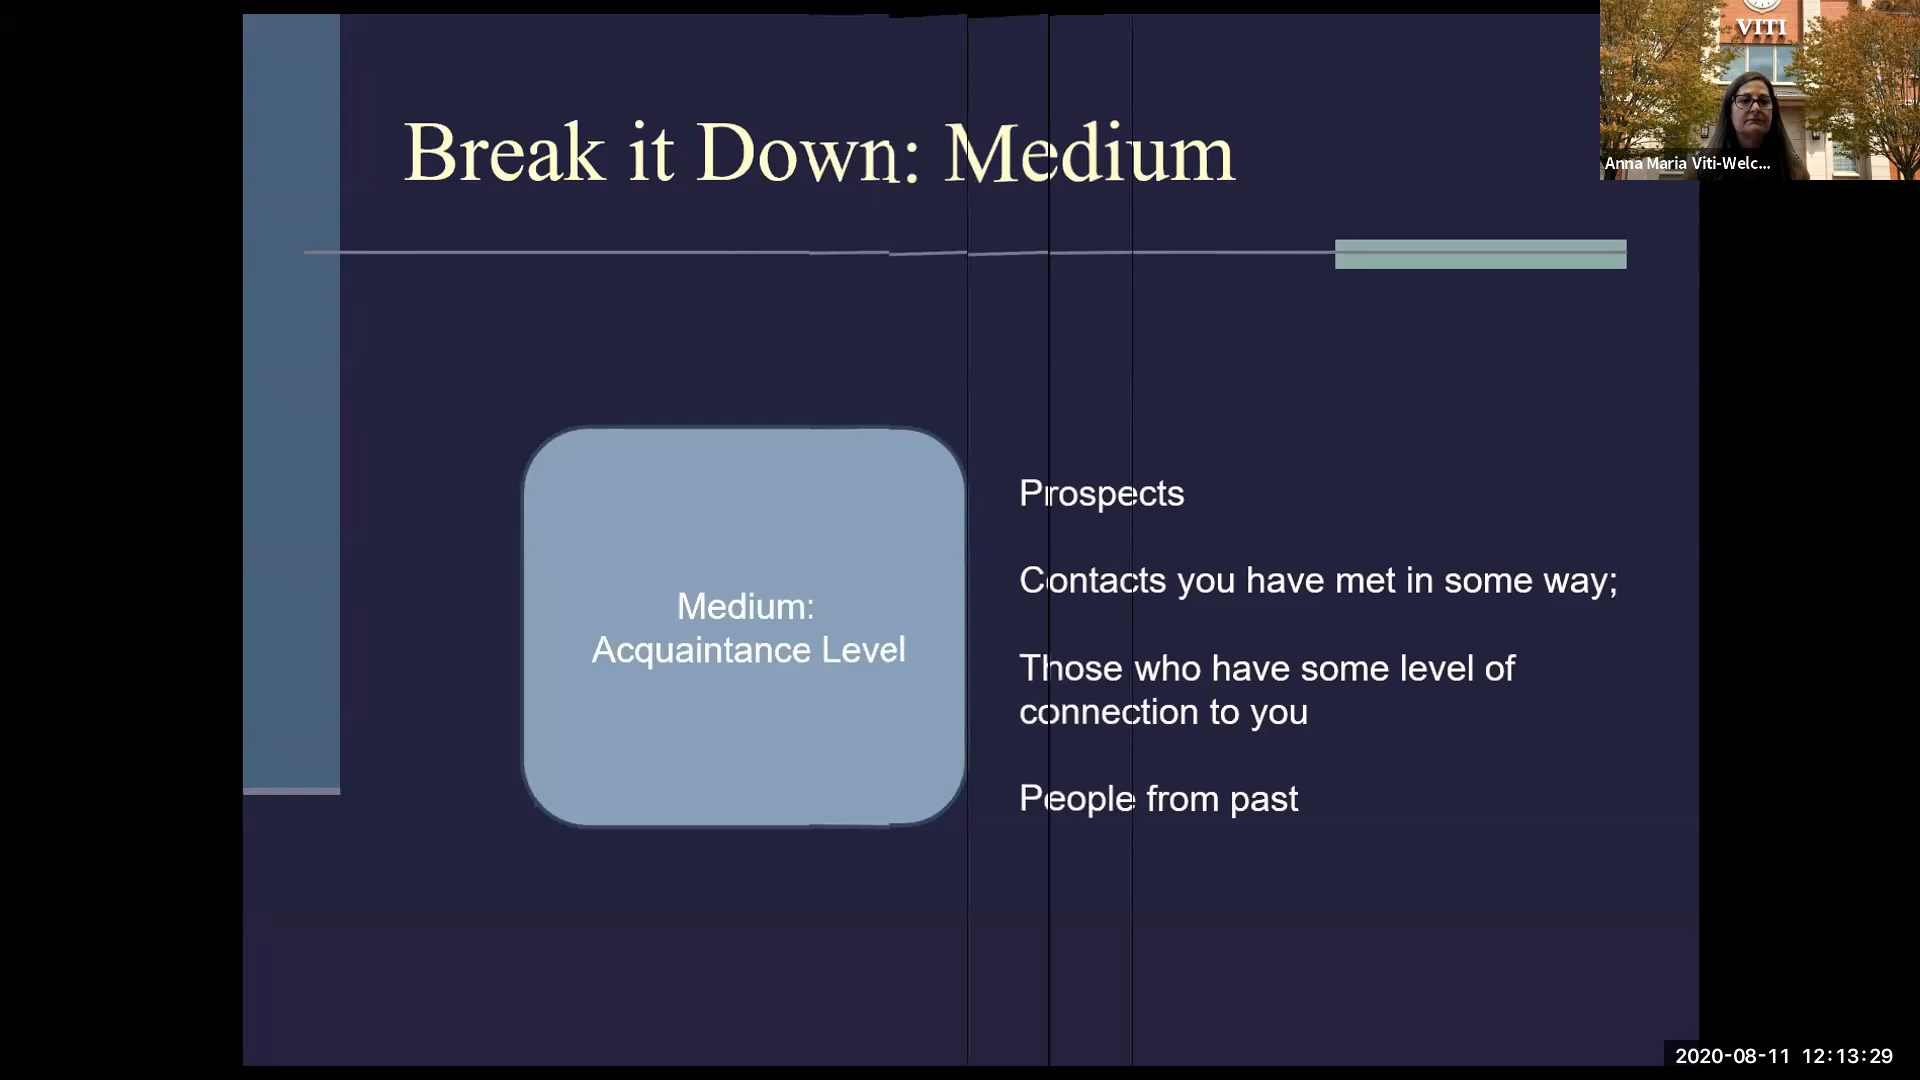 Break it Down: Medium
VITI
Anna Maria Viti-Welc...
Medium:
Acquaintance Level
Prospects
Contacts you have met in some way;
Those who have some level of
connection to you
People from past
2020-08-11 12:13:29